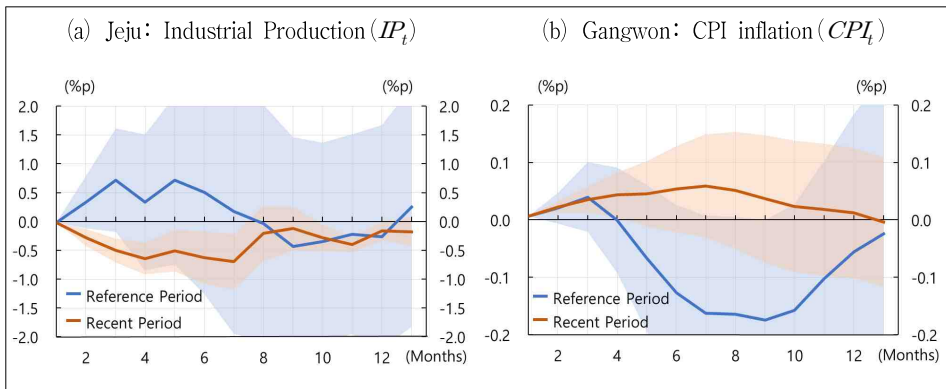 (a) Jeju: Industrial Production(IPₜ)
(%p) (%p)
2.0 2.0
1.5 1.5
1.0 1.0
0.5 0.5
0.0 0.0
-0.5 -0.5
-1.0 -1.0
-1.5 -1.5
-2.0 -2.0
Reference Period
Recent Period
2 4 6 8 10 12 (Months)
(b) Gangwon: CPI inflation(CPIₜ)
(%p) (%p)
0.2 0.2
0.1 0.1
0.0 0.0
-0.1 -0.1
-0.2 -0.2
Reference Period
Recent Period
2 4 6 8 10 12 (Months)